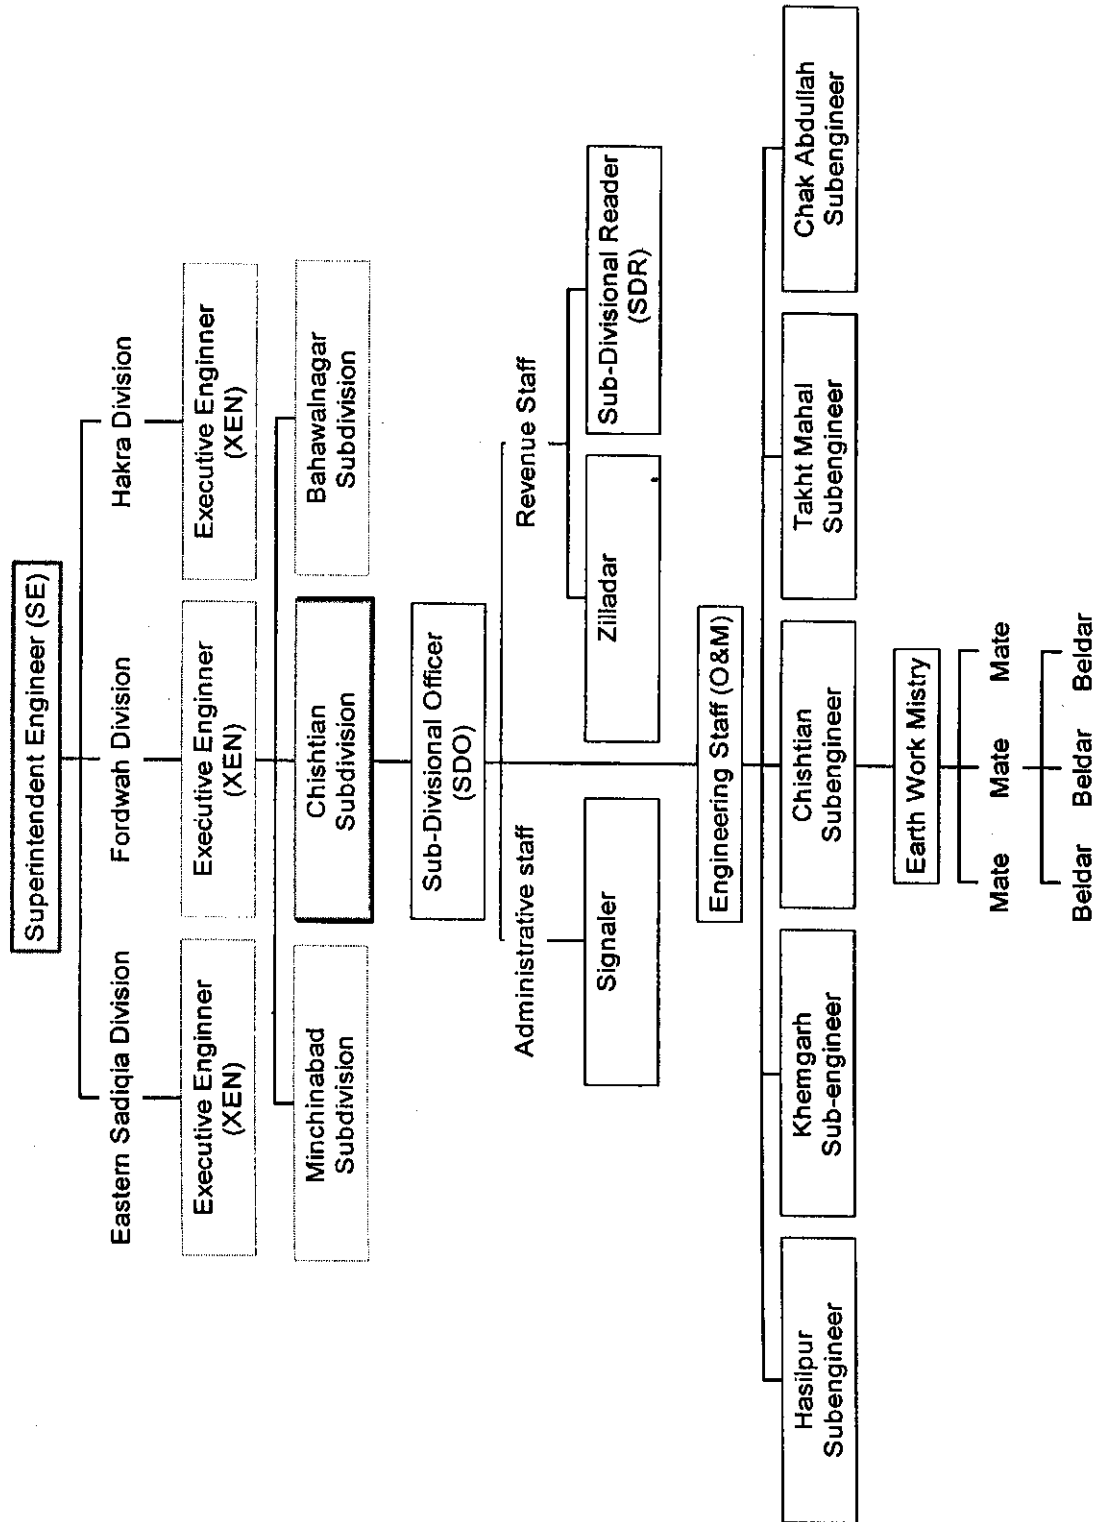 Superintendent Engineer (SE)
Eastern Sadiqia Division
Fordwah Division
Hakra Division
Executive Enginner
(XEN)
Executive Enginner
(XEN)
Executive Enginner
(XEN)
Minchinabad
Subdivision
Chishtian
Subdivision
Bahawalnagar
Subdivision
Sub-Divisional Officer
(SDO)
Administrative staff
Revenue Staff
Signaler
Zilladar
Sub-Divisional Reader
(SDR)
Engineering Staff (O&M)
Hasilpur
Subengineer
Khemgarh
Sub-engineer
Chishtian
Subengineer
Takht Mahal
Subengineer
Chak Abdullah
Subengineer
Earth Work Mistry
Mate
Mate
Mate
Beldar
Beldar
Beldar